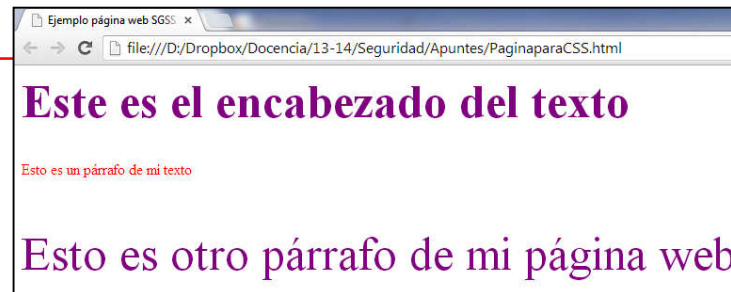 Ejemplo página web SGSS
file:///D:/Dropbox/Docencia/13-14/Seguridad/Apuntes/PaginaparaCSS.html
Este es el encabezado del texto
Esto es un párrafo de mi texto
Esto es otro párrafo de mi página web